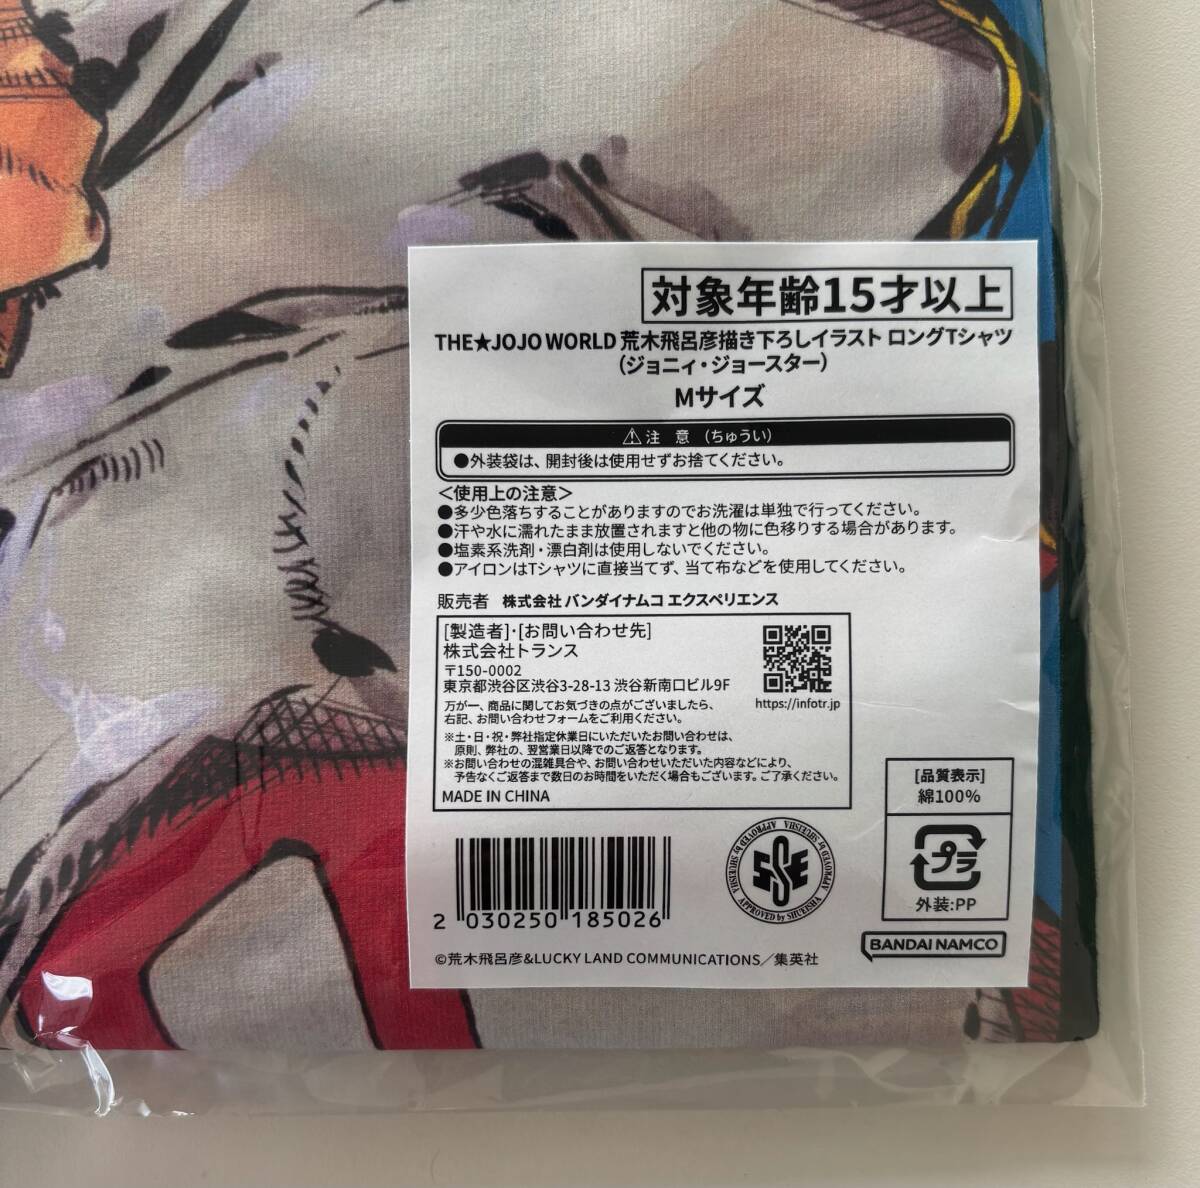 対象年齢15才以上
THE★JOJO WORLD 荒木飛呂彦描き下ろしイラスト ロングTシャツ
（ジョニィ・ジョースター）
Mサイズ
⚠注 意 （ちゅうい）
●外装袋は、開封後は使用せずお捨てください。
＜使用上の注意＞
●多少色落ちすることがありますのでお洗濯は単独で行ってください。
●汗や水に濡れたまま放置されますと他の物に色移りする場合があります。
●塩素系洗剤・漂白剤は使用しないでください。
●アイロンはTシャツに直接当てず、当て布などを使用してください。
販売者 株式会社 バンダイナムコ エクスペリエンス
[製造者]・[お問い合わせ先]
株式会社トランス
〒150-0002
東京都渋谷区渋谷3-28-13 渋谷新南口ビル9F
万が一、商品に関してお気づきの点がございましたら、
右記、お問い合わせフォームをご利用ください。
https://infotr.jp
※土・日・祝・弊社指定休業日にいただいたお問い合わせは、
原則、弊社の、翌営業日以降でのご返答となります。
※お問い合わせの混雑具合や、お問い合わせいただいた内容などにより、
予告なくご返答まで数日のお時間をいただく場合もございます。ご了承ください。
MADE IN CHINA
[品質表示]
綿100%
プラ
外装:PP
2 030250 185026
APPROVED by SHUEISHA APPROVED by SHUEISHA APPROVED by SHUEISHA
SSE
BANDAI NAMCO
©荒木飛呂彦&LUCKY LAND COMMUNICATIONS／集英社